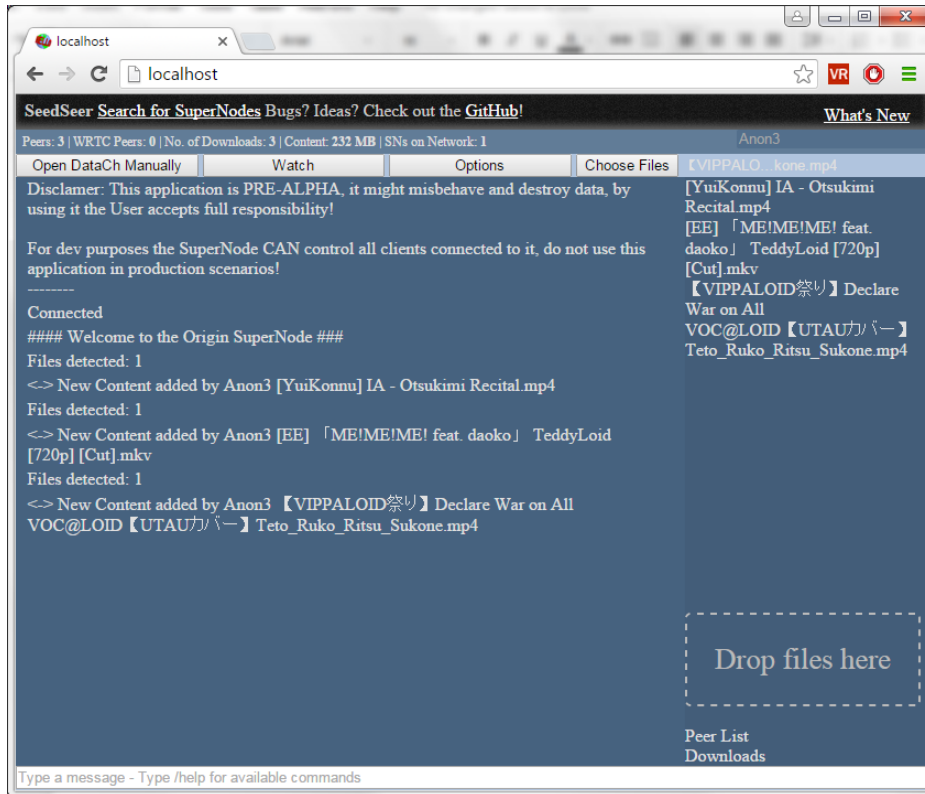 localhost
localhost
VR
SeedSeer Search for SuperNodes Bugs? Ideas? Check out the GitHub!
What's New
Peers: 3 | WRTC Peers: 0 | No. of Downloads: 3 | Content: 232 MB | SNs on Network: 1
Anon3
Open DataCh Manually
Watch
Options
Choose Files
【VIPPALO...kone.mp4
Disclamer: This application is PRE-ALPHA, it might misbehave and destroy data, by
using it the User accepts full responsibility!
For dev purposes the SuperNode CAN control all clients connected to it, do not use this
application in production scenarios!
--------
Connected
#### Welcome to the Origin SuperNode ###
Files detected: 1
<-> New Content added by Anon3 [YuiKonnu] IA - Otsukimi Recital.mp4
Files detected: 1
<-> New Content added by Anon3 [EE] 「ME!ME!ME! feat. daoko」 TeddyLoid
[720p] [Cut].mkv
Files detected: 1
<-> New Content added by Anon3 【VIPPALOID祭り】Declare War on All
VOC@LOID【UTAUカバー】Teto_Ruko_Ritsu_Sukone.mp4
[YuiKonnu] IA - Otsukimi
Recital.mp4
[EE] 「ME!ME!ME! feat.
daoko」 TeddyLoid [720p]
[Cut].mkv
【VIPPALOID祭り】Declare
War on All
VOC@LOID【UTAUカバー】
Teto_Ruko_Ritsu_Sukone.mp4
Drop files here
Peer List
Downloads
Type a message - Type /help for available commands